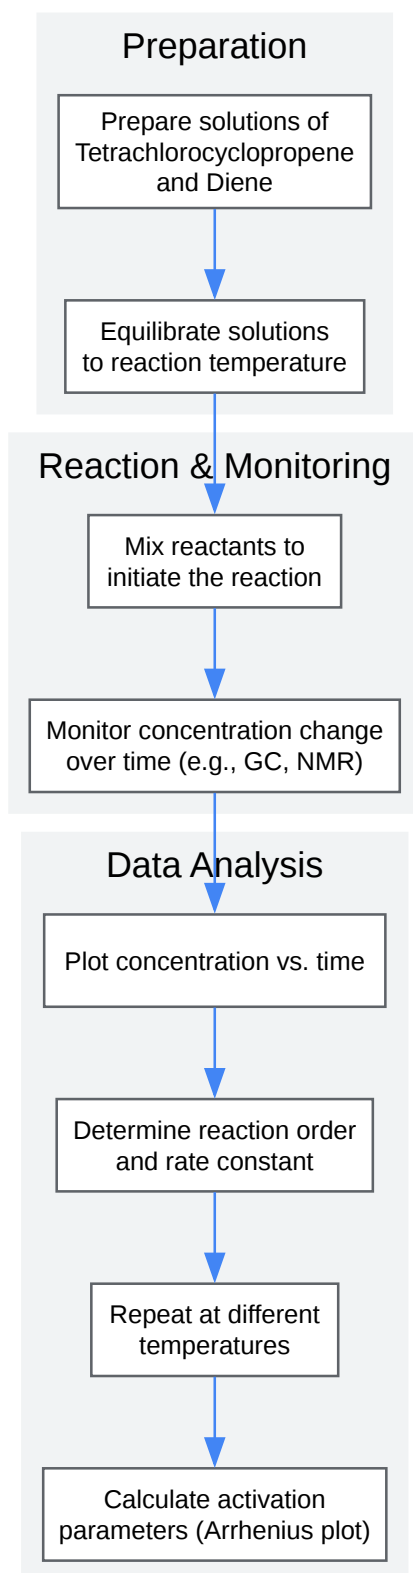 Preparation
Prepare solutions of
Tetrachlorocyclopropene
and Diene
Equilibrate solutions
to reaction temperature
Reaction & Monitoring
Mix reactants to
initiate the reaction
Monitor concentration change
over time (e.g., GC, NMR)
Data Analysis
Plot concentration vs. time
Determine reaction order
and rate constant
Repeat at different
temperatures
Calculate activation
parameters (Arrhenius plot)